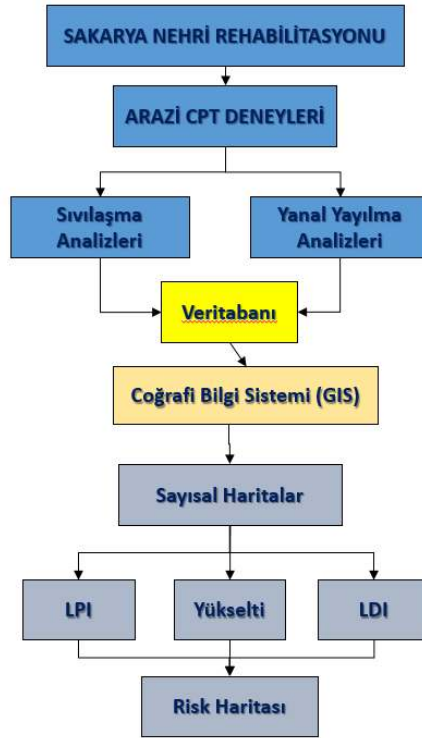 SAKARYA NEHRİ REHABİLİTASYONU
ARAZİ CPT DENEYLERİ
Sıvılaşma
Analizleri
Yanal Yayılma
Analizleri
Veritabanı
Coğrafi Bilgi Sistemi (GIS)
Sayısal Haritalar
LPI
Yükselti
LDI
Risk Haritası